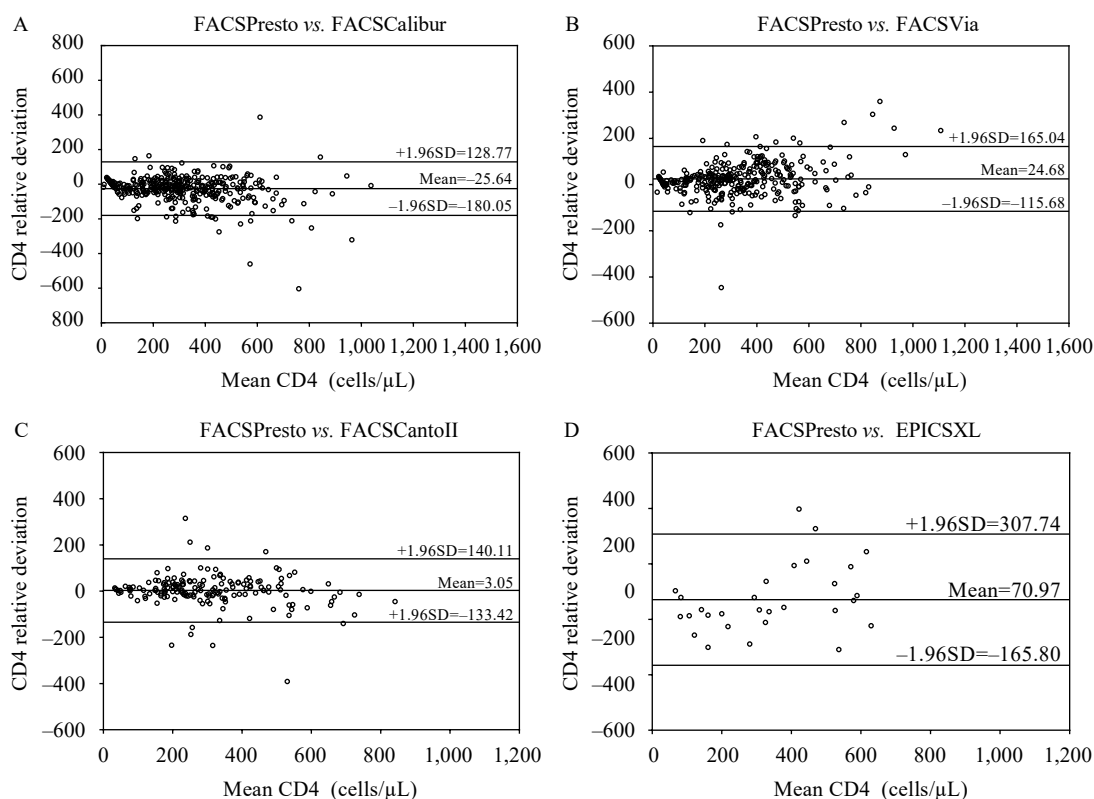 A FACSPresto vs. FACSCalibur
800
600
400
200
0
–200
–400
–600
800
CD4 relative deviation
+1.96SD=128.77
Mean=–25.64
–1.96SD=–180.05
0 200 400 600 800 1,000 1,200 1,400 1,600
Mean CD4 (cells/μL)
B FACSPresto vs. FACSVia
600
400
200
0
–200
–400
–600
CD4 relative deviation
+1.96SD=165.04
Mean=24.68
–1.96SD=–115.68
0 200 400 600 800 1,000 1,200 1,400 1,600
Mean CD4 (cells/μL)
C FACSPresto vs. FACSCantoII
600
400
200
0
–200
–400
–600
CD4 relative deviation
+1.96SD=140.11
Mean=3.05
+1.96SD=–133.42
0 200 400 600 800 1,000 1,200
Mean CD4 (cells/μL)
D FACSPresto vs. EPICSXL
600
400
200
0
–200
–400
–600
CD4 relative deviation
+1.96SD=307.74
Mean=70.97
–1.96SD=–165.80
0 200 400 600 800 1,000 1,200
Mean CD4 (cells/μL)